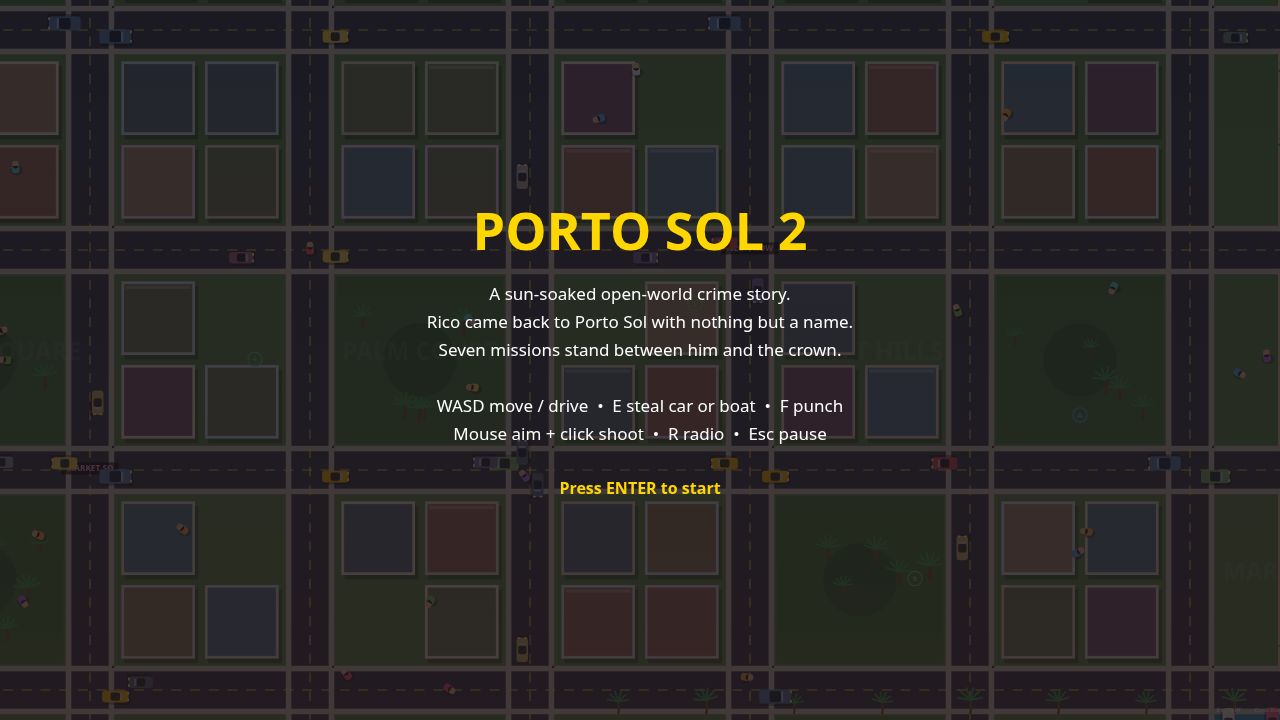 PORTO SOL 2
A sun-soaked open-world crime story.
Rico came back to Porto Sol with nothing but a name.
Seven missions stand between him and the crown.
WASD move / drive • E steal car or boat • F punch
Mouse aim + click shoot • R radio • Esc pause
Press ENTER to start